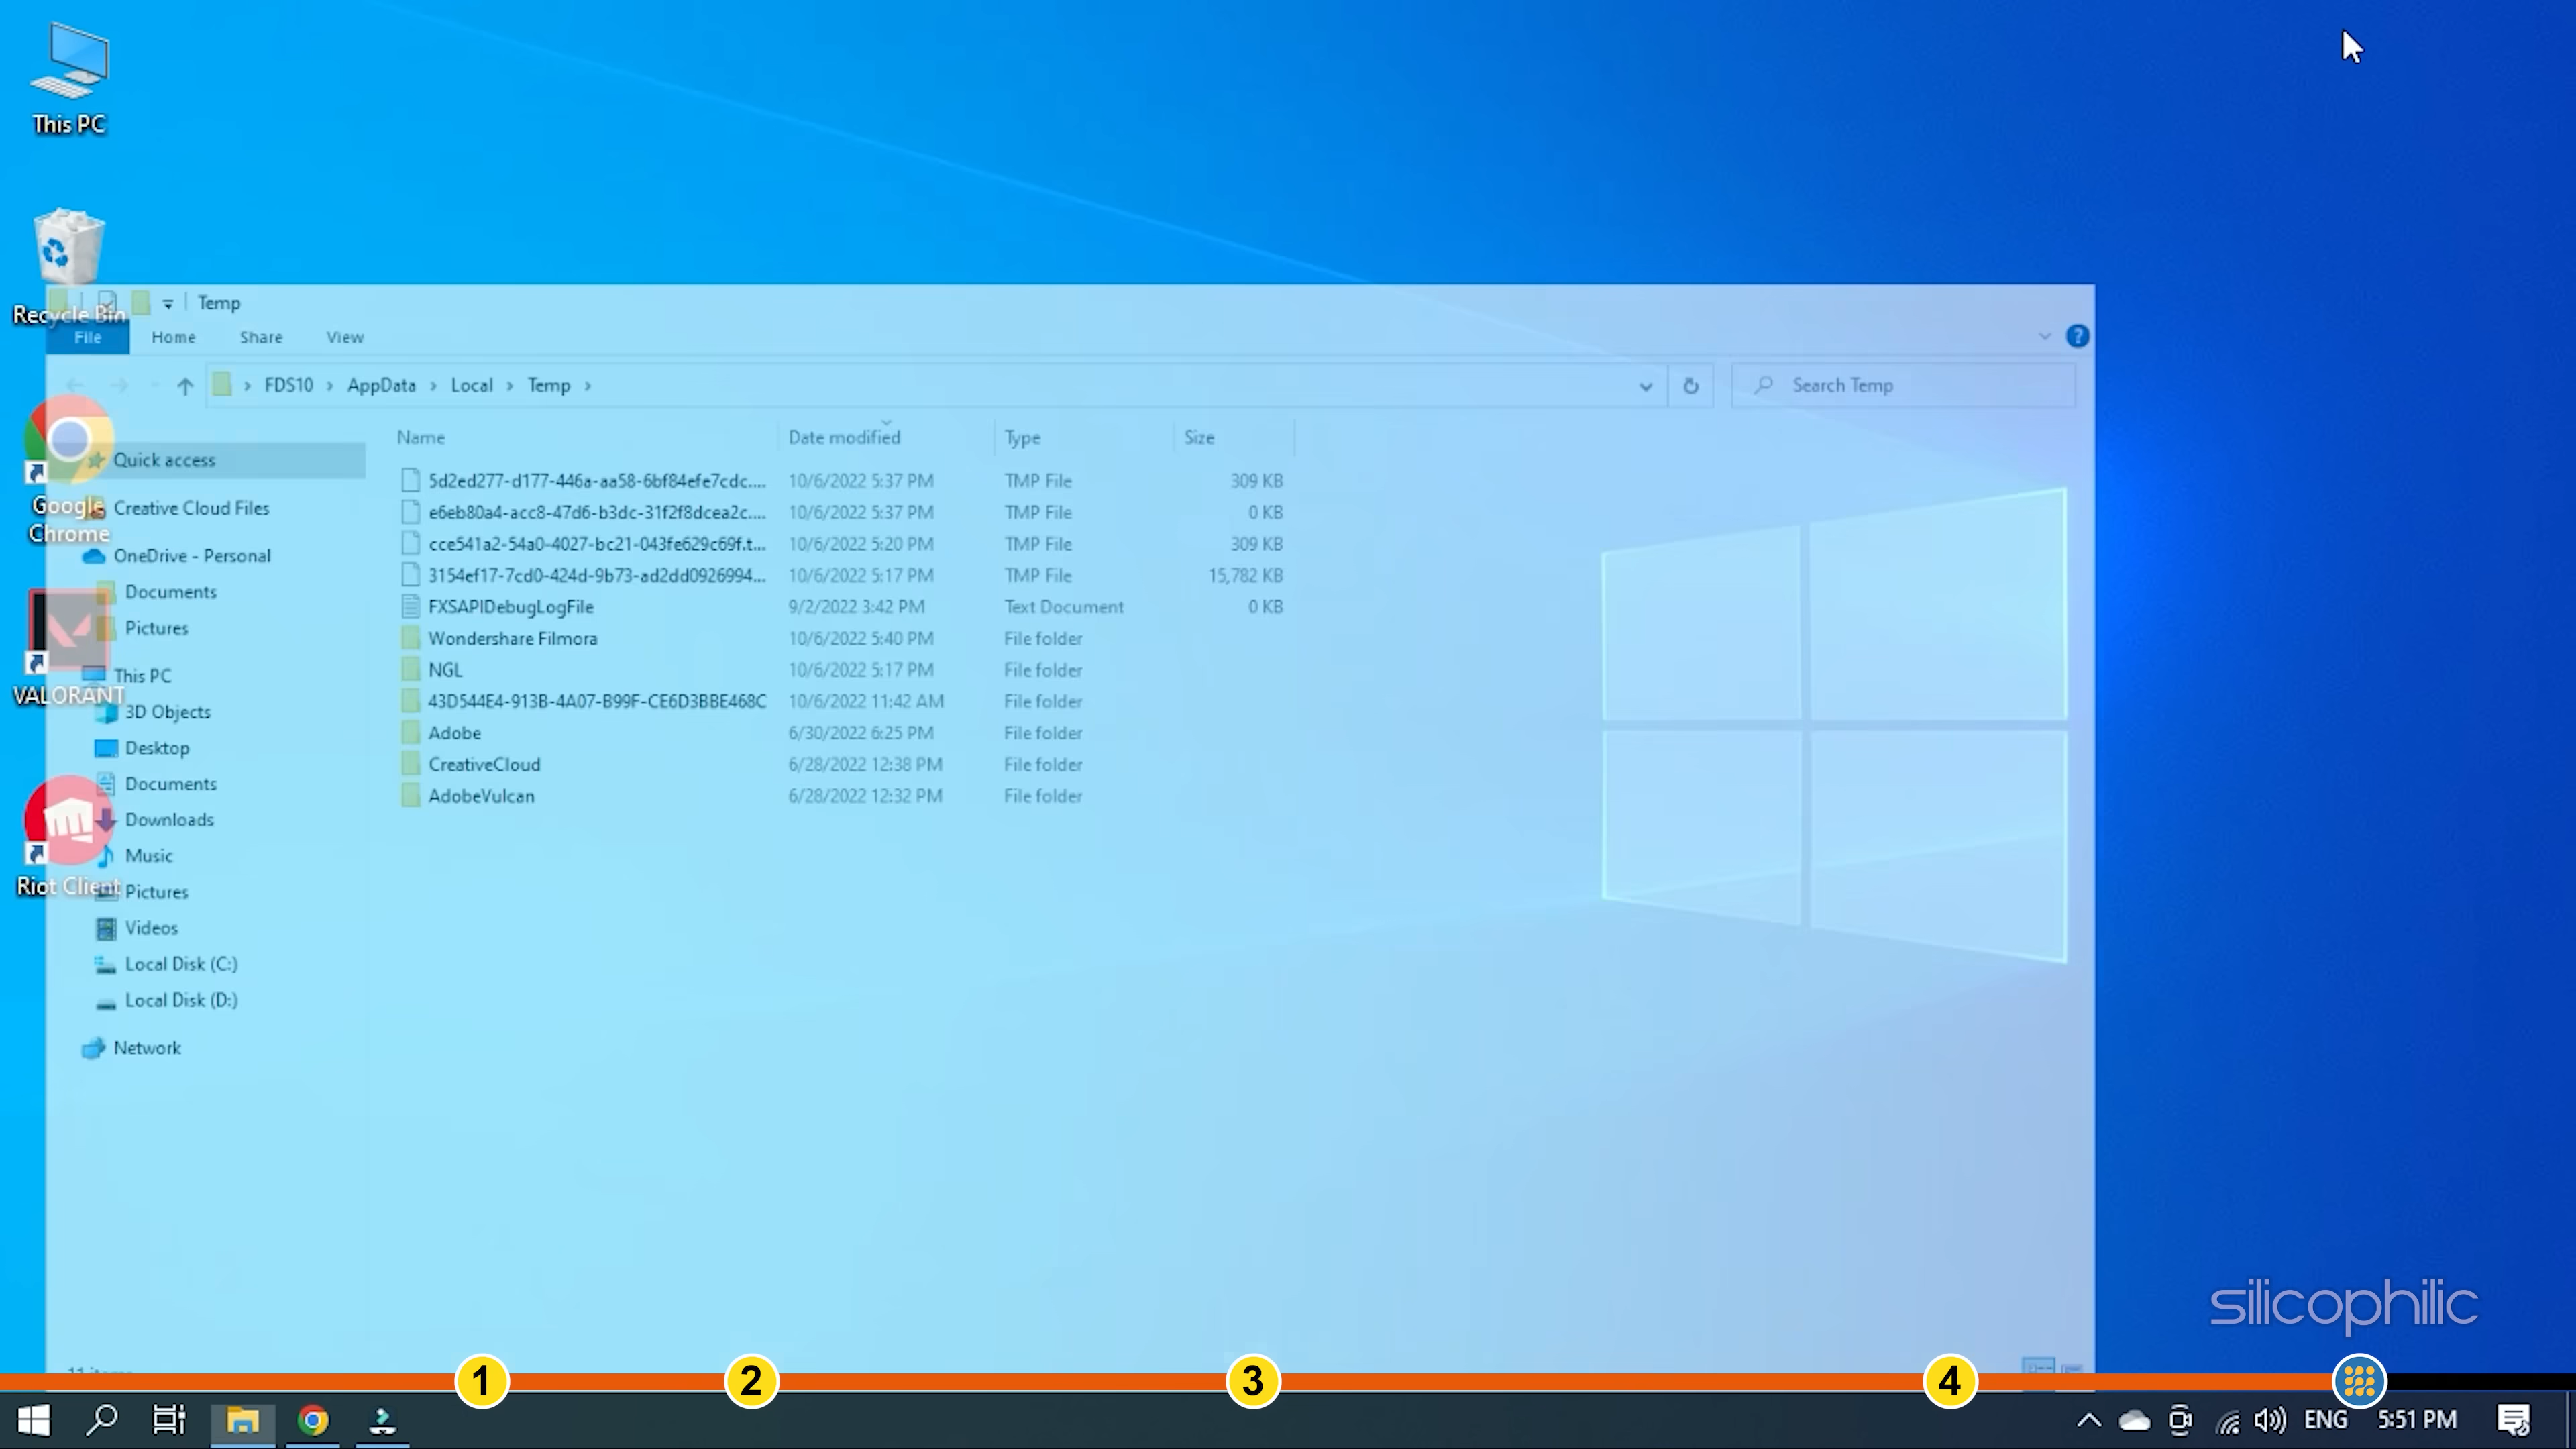 This PC
Recycle Bin
Google
Chrome
VALORANT
Riot Client
Temp
File Home Share View
FDS10 › AppData › Local › Temp ›
Search Temp
Quick access
Creative Cloud Files
OneDrive - Personal
Documents
Pictures
This PC
3D Objects
Desktop
Documents
Downloads
Music
Pictures
Videos
Local Disk (C:)
Local Disk (D:)
Network
Name Date modified Type Size
5d2ed277-d177-446a-aa58-6bf84efe7cdc.... 10/6/2022 5:37 PM TMP File 309 KB
e6eb80a4-acc8-47d6-b3dc-31f2f8dcea2c.... 10/6/2022 5:37 PM TMP File 0 KB
cce541a2-54a0-4027-bc21-043fe629c69f.t... 10/6/2022 5:20 PM TMP File 309 KB
3154ef17-7cd0-424d-9b73-ad2dd0926994... 10/6/2022 5:17 PM TMP File 15,782 KB
FXSAPIDebugLogFile 9/2/2022 3:42 PM Text Document 0 KB
Wondershare Filmora 10/6/2022 5:40 PM File folder
NGL 10/6/2022 5:17 PM File folder
43D544E4-913B-4A07-B99F-CE6D3BBE468C 10/6/2022 11:42 AM File folder
Adobe 6/30/2022 6:25 PM File folder
CreativeCloud 6/28/2022 12:38 PM File folder
AdobeVulcan 6/28/2022 12:32 PM File folder
silicophilic
1 2 3 4
ENG 5:51 PM